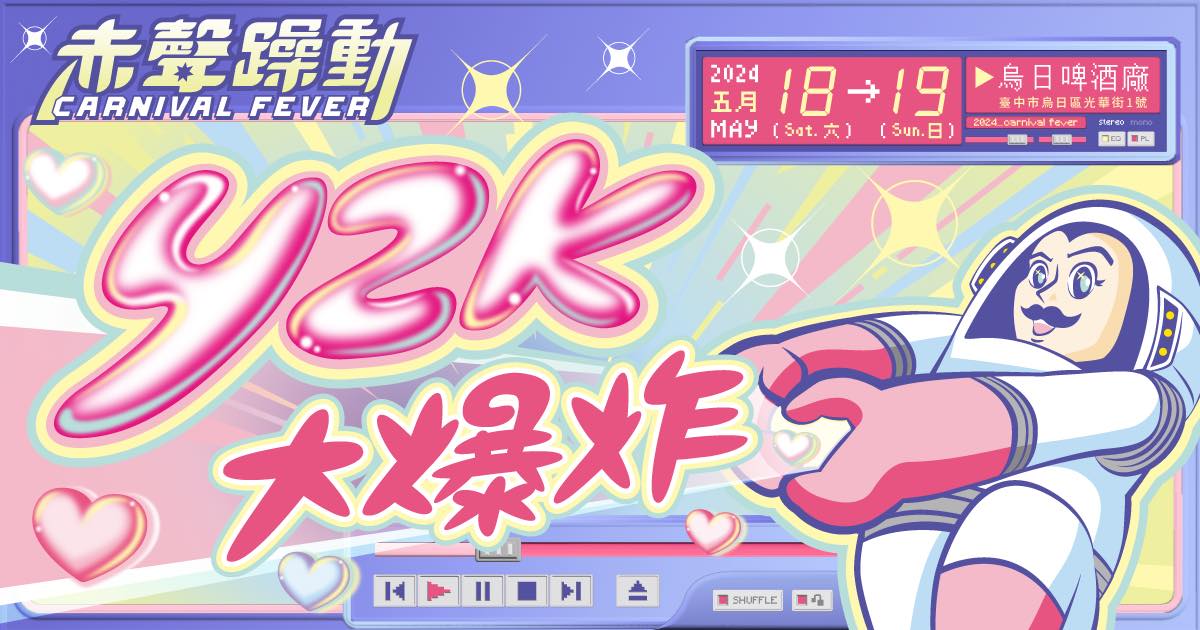 赤聲躁動
CARNIVAL FEVER
2024
五月
MAY
18→19
(Sat.六) (Sun.日)
烏日啤酒廠
臺中市烏日區光華街1號
2024_carnival fever
stereo mono
EQ PL
Y2K
大爆炸
SHUFFLE